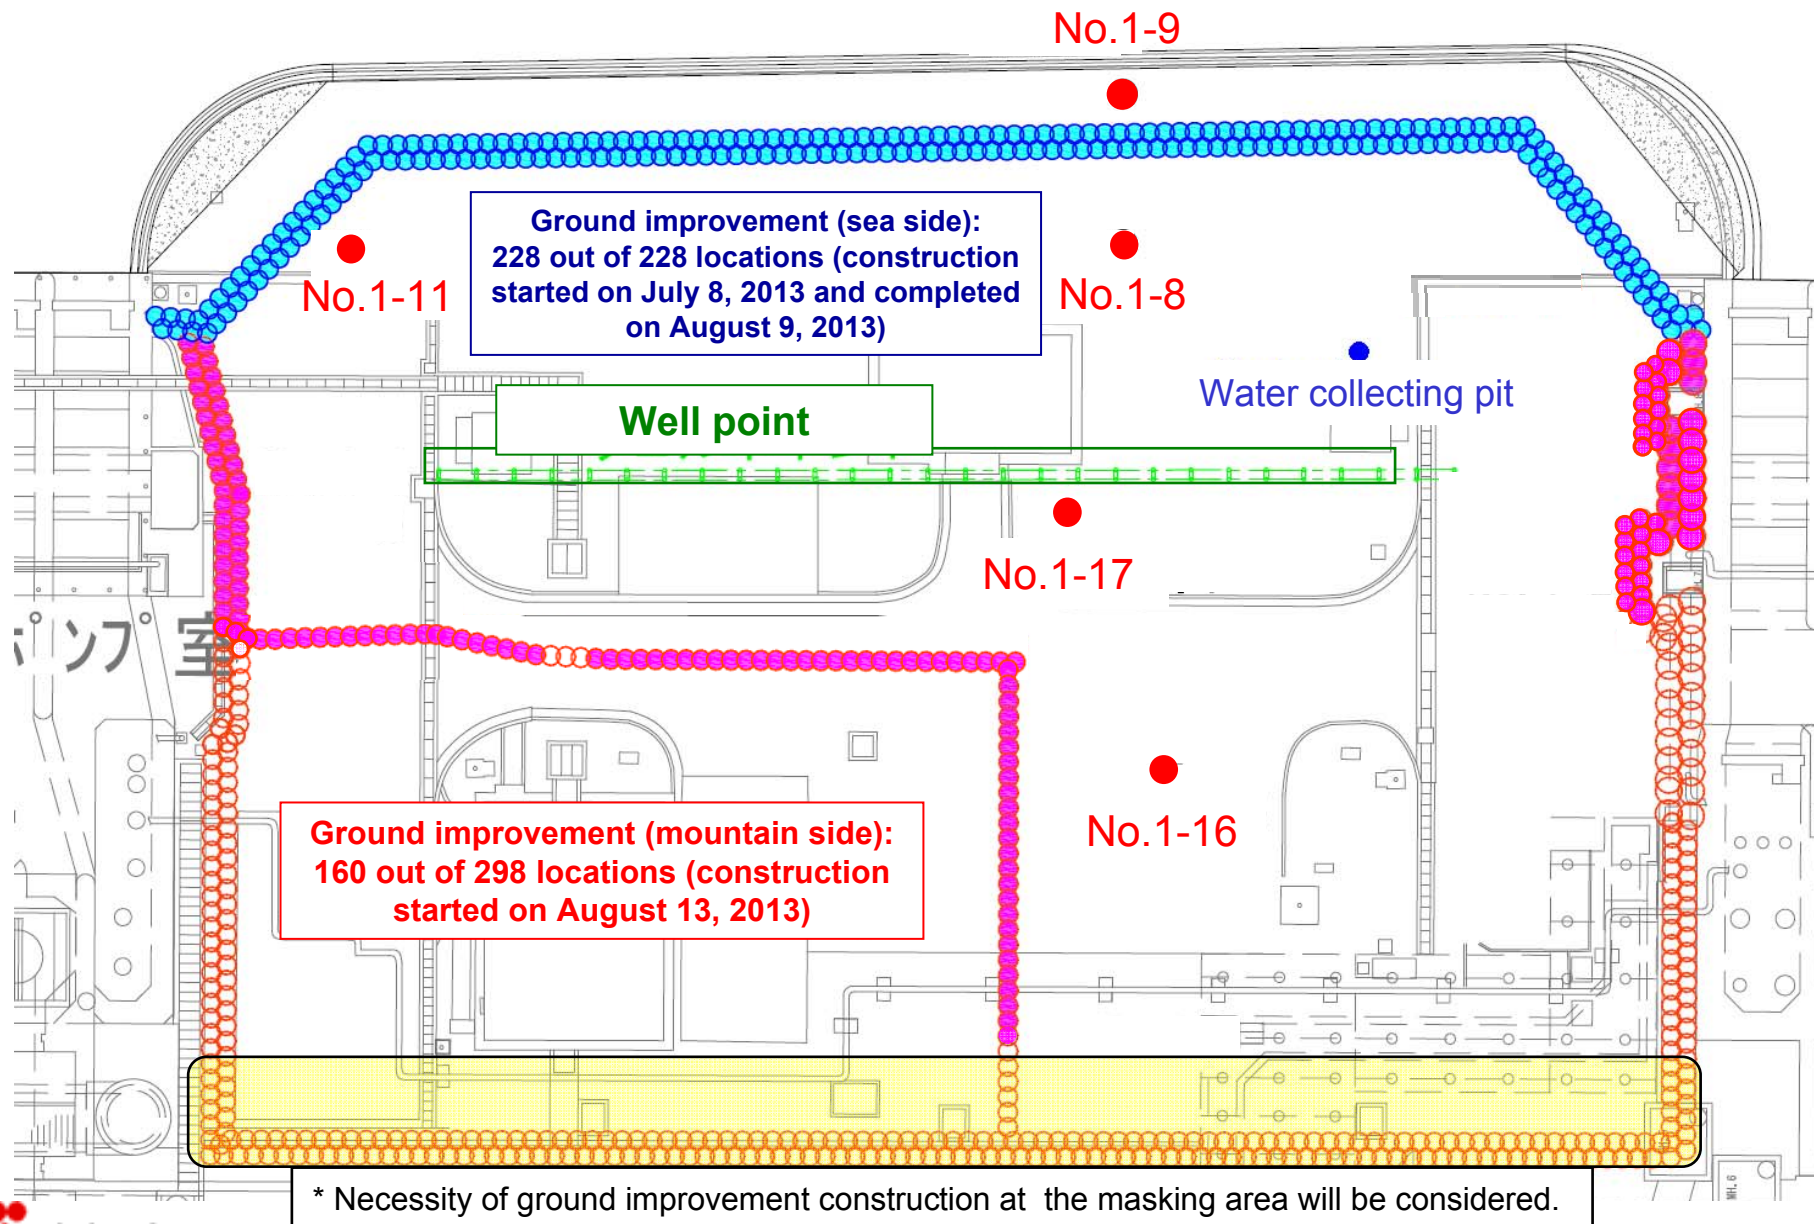 No.1-9
Ground improvement (sea side):
228 out of 228 locations (construction
started on July 8, 2013 and completed
on August 9, 2013)
No.1-11
No.1-8
Water collecting pit
Well point
No.1-17
ポンプ室
No.1-16
Ground improvement (mountain side):
160 out of 298 locations (construction
started on August 13, 2013)
* Necessity of ground improvement construction at the masking area will be considered.
MH.6